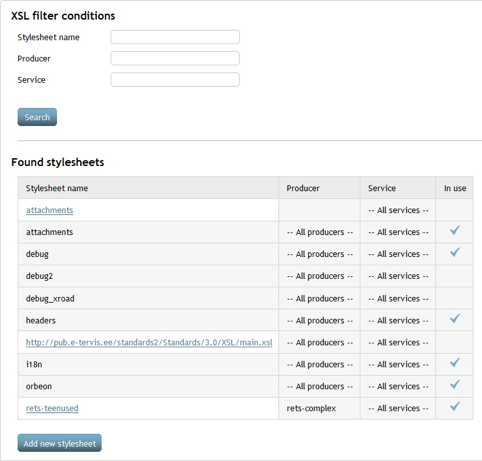 XSL filter conditions
Stylesheet name
Producer
Service
Search
Found stylesheets
Stylesheet name Producer Service In use
attachments -- All services --
attachments -- All producers -- -- All services --
debug -- All producers -- -- All services --
debug2 -- All producers -- -- All services --
debug_xroad -- All producers -- -- All services --
headers -- All producers -- -- All services --
http://pub.e-tervis.ee/standards2/Standards/3.0/XSL/main.xsl -- All producers -- -- All services --
i18n -- All producers -- -- All services --
orbeon -- All producers -- -- All services --
rets-teenused rets-complex -- All services --
Add new stylesheet